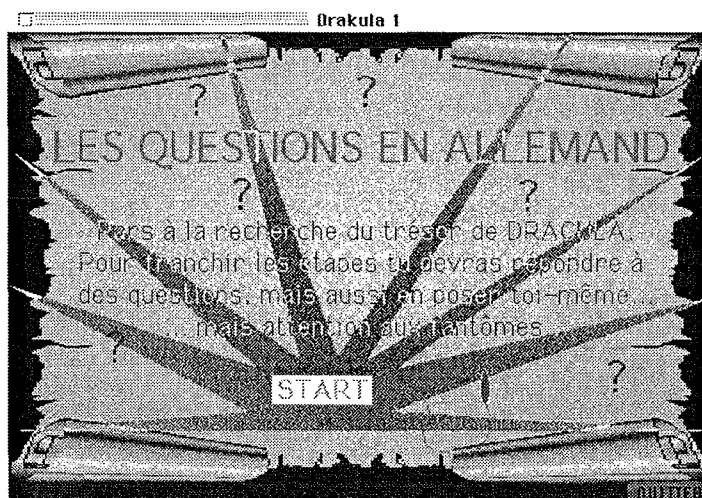 Drakula 1
?
?
LES QUESTIONS EN ALLEMAND
?
?
Pars à la recherche du trésor de DRACULA.
Pour franchir les étapes tu devras répondre à
des questions, mais aussi en poser toi-même...
... mais attention aux fantômes
?
?
START
QUITTER